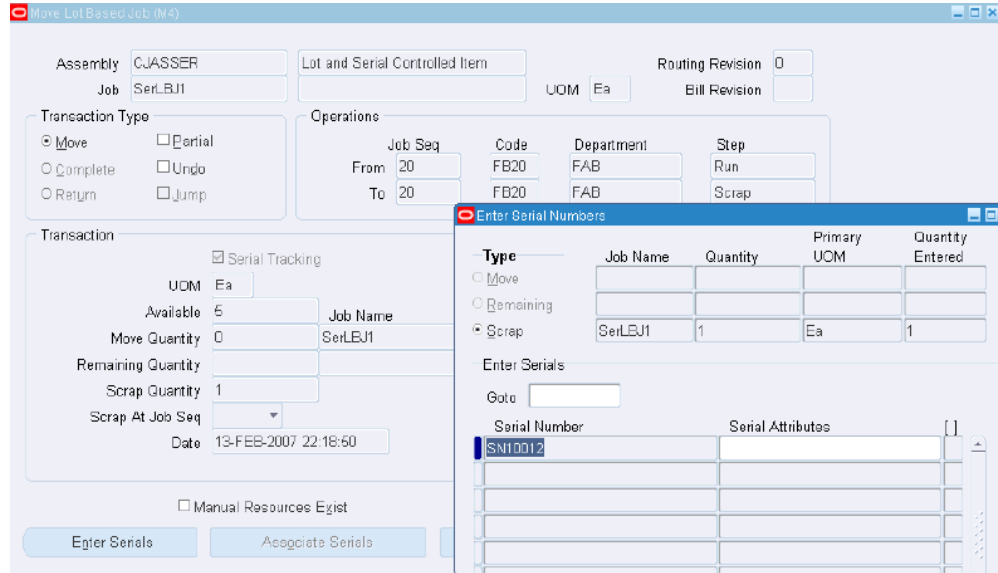 Move Lot Based Job (M4)
Assembly CJASSER Lot and Serial Controlled Item Routing Revision 0
Job SerLBJ1 UOM Ea Bill Revision
Transaction Type Operations
Move Partial Job Seq Code Department Step
Complete Undo From 20 FB20 FAB Run
Return Jump To 20 FB20 FAB Scrap
Enter Serial Numbers
Transaction
Serial Tracking
UOM Ea
Available 5 Job Name
Move Quantity 0 SerLBJ1
Remaining Quantity
Scrap Quantity 1
Scrap At Job Seq
Date 13-FEB-2007 22:18:50
Manual Resources Exist
Enter Serials Associate Serials
Type Job Name Quantity Primary UOM Quantity Entered
Move
Remaining
Scrap SerLBJ1 1 Ea 1
Enter Serials
Goto
Serial Number Serial Attributes [ ]
SN10012